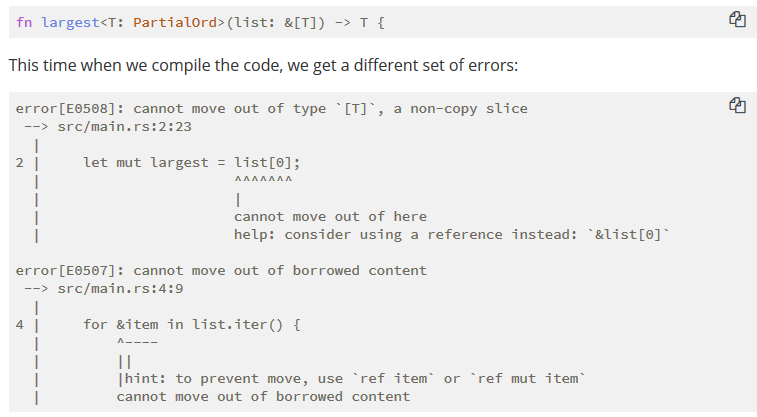 fn largest<T: PartialOrd>(list: &[T]) -> T {
This time when we compile the code, we get a different set of errors:
error[E0508]: cannot move out of type `[T]`, a non-copy slice
 --> src/main.rs:2:23
  |
2 |     let mut largest = list[0];
  |                       ^^^^^^^
  |                       |
  |                       cannot move out of here
  |                       help: consider using a reference instead: `&list[0]`
error[E0507]: cannot move out of borrowed content
 --> src/main.rs:4:9
  |
4 |     for &item in list.iter() {
  |         ^----
  |         ||
  |         |hint: to prevent move, use `ref item` or `ref mut item`
  |         cannot move out of borrowed content